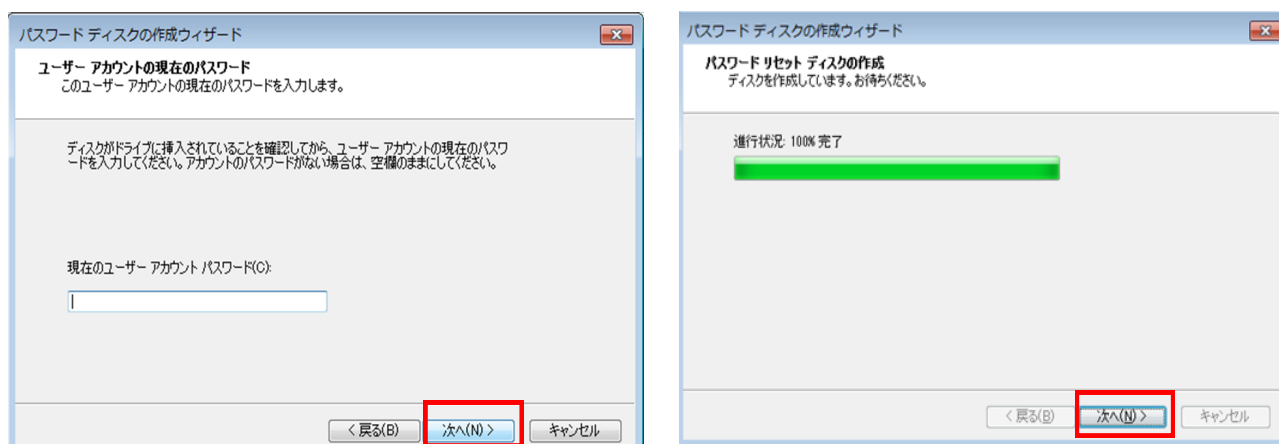 パスワード ディスクの作成ウィザード
ユーザー アカウントの現在のパスワード
このユーザー アカウントの現在のパスワードを入力します。
ディスクがドライブに挿入されていることを確認してから、ユーザー アカウントの現在のパスワ
ードを入力してください。アカウントのパスワードがない場合は、空欄のままにしてください。
現在のユーザー アカウント パスワード(C):
< 戻る(B)
次へ(N) >
キャンセル
パスワード ディスクの作成ウィザード
パスワード リセット ディスクの作成
ディスクを作成しています。お待ちください。
進行状況: 100% 完了
< 戻る(B)
次へ(N) >
キャンセル